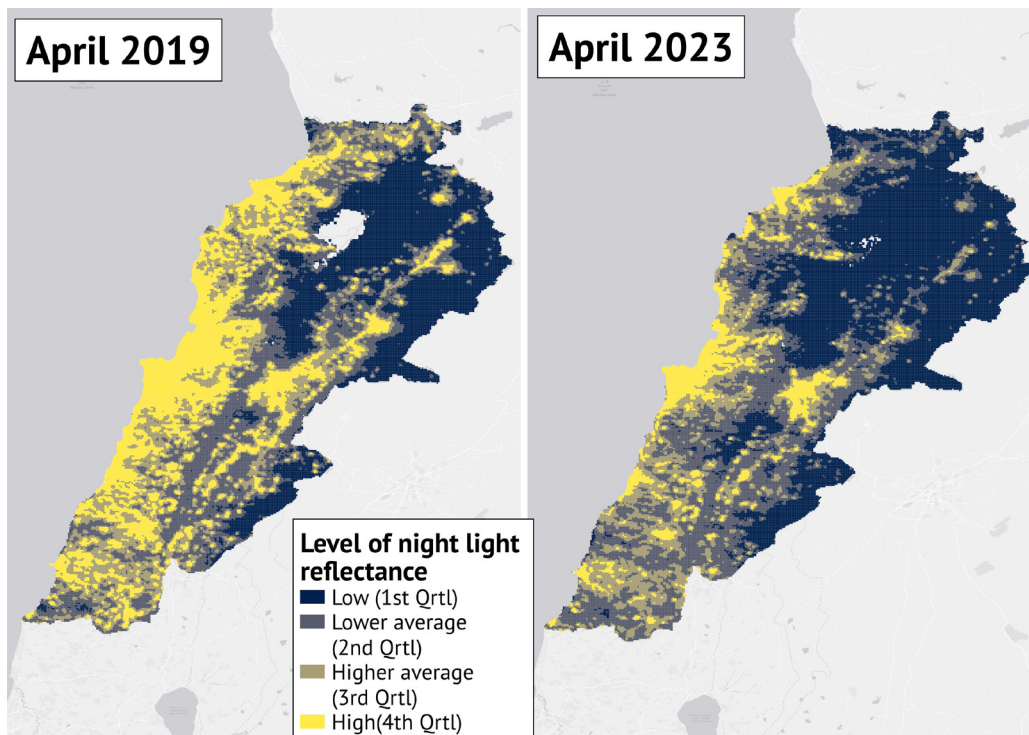 April 2019
April 2023
Level of night light
reflectance
Low (1st Qrtl)
Lower average
(2nd Qrtl)
Higher average
(3rd Qrtl)
High(4th Qrtl)